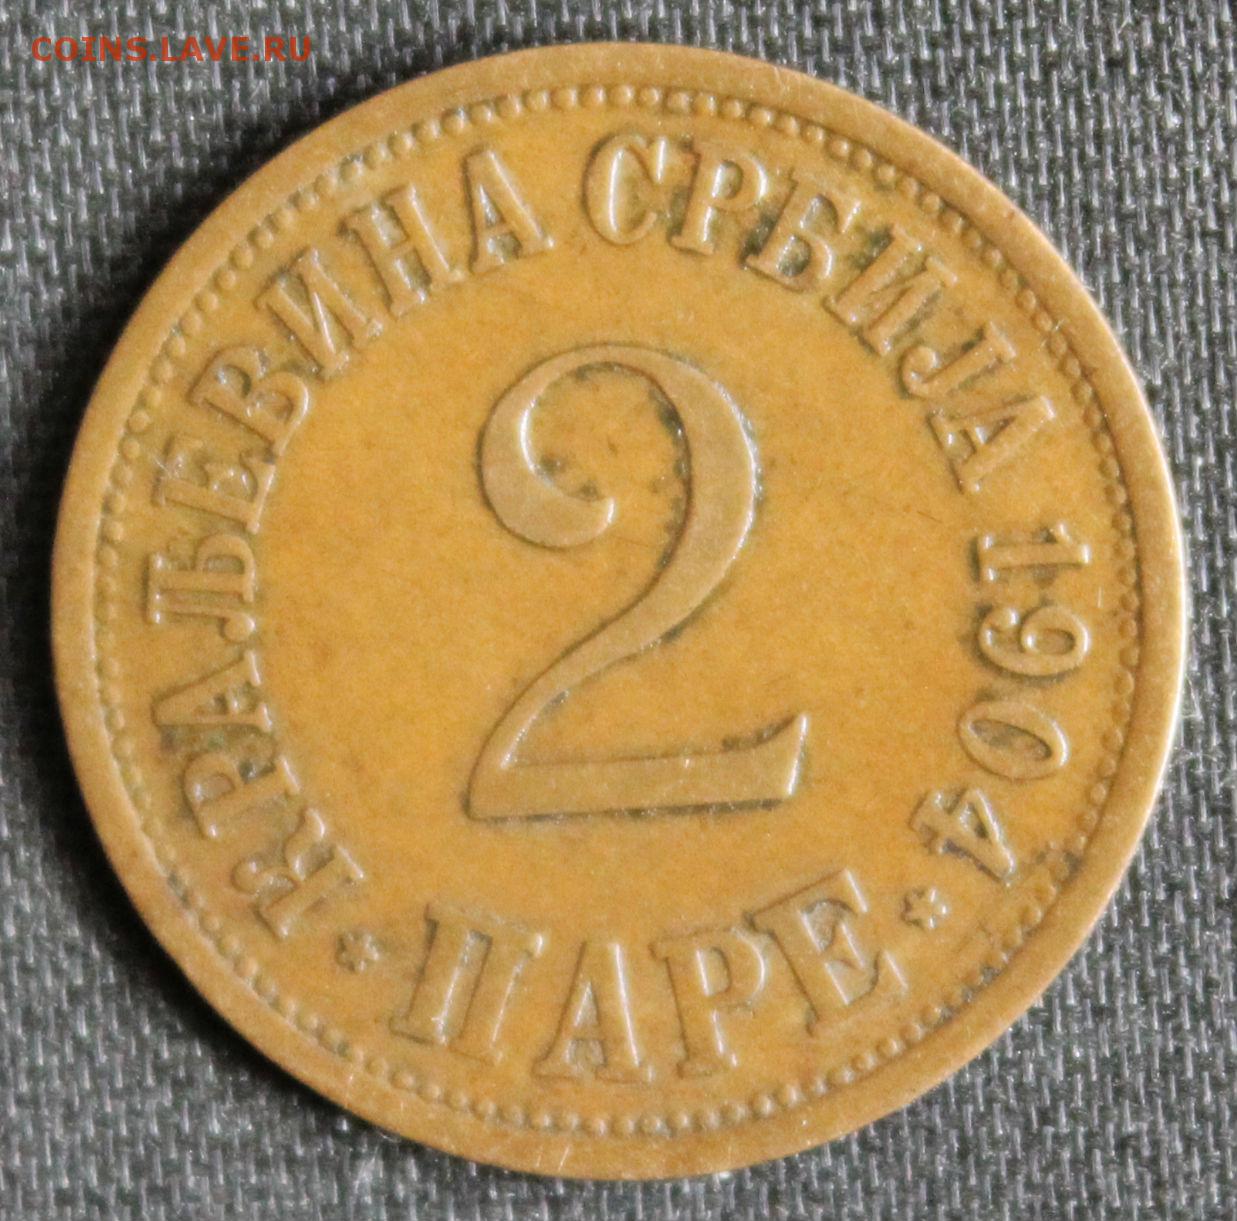 COINS.LAVE.RU
КРАЉЕВИНА СРБИЈА 1904
2
ПАРЕ